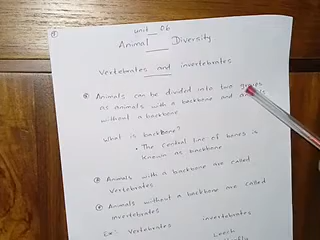 1
unit 06
Animal Diversity
Vertebrates and invertebrates
Animals can be divided into two
as animals with a backbone and
without a backbone
what is backbone?
• The central line of bones is
known as backbone
Animals with a backbone are called
Vertebrates
Animals without a backbone are called
invertebrates
Ex:- Vertebrates invertebrates
Leech